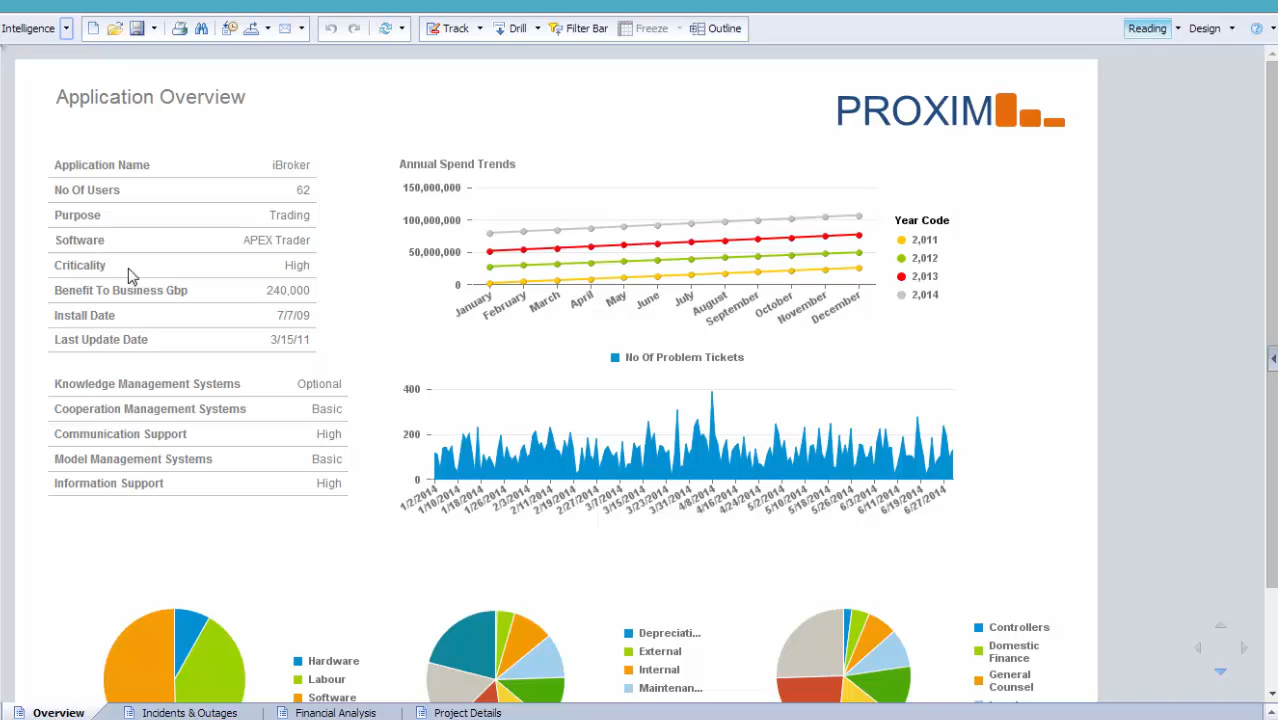 Intelligence
Track Drill Filter Bar Freeze Outline Reading Design
Application Overview
PROXIM
Application Name iBroker
No Of Users 62
Purpose Trading
Software APEX Trader
Criticality High
Benefit To Business Gbp 240,000
Install Date 7/7/09
Last Update Date 3/15/11
Knowledge Management Systems Optional
Cooperation Management Systems Basic
Communication Support High
Model Management Systems Basic
Information Support High
Annual Spend Trends
150,000,000
100,000,000
50,000,000
0
January February March April May June July August September October November December
Year Code
2,011
2,012
2,013
2,014
No Of Problem Tickets
400
200
0
1/2/2014 1/10/2014 1/18/2014 1/26/2014 2/3/2014 2/11/2014 2/19/2014 2/27/2014 3/7/2014 3/15/2014 3/23/2014 3/31/2014 4/8/2014 4/16/2014 4/24/2014 5/2/2014 5/10/2014 5/18/2014 5/26/2014 6/3/2014 6/11/2014 6/19/2014 6/27/2014
Hardware
Labour
Software
Depreciati...
External
Internal
Maintenan...
Controllers
Domestic
Finance
General
Counsel
Overview Incidents & Outages Financial Analysis Project Details